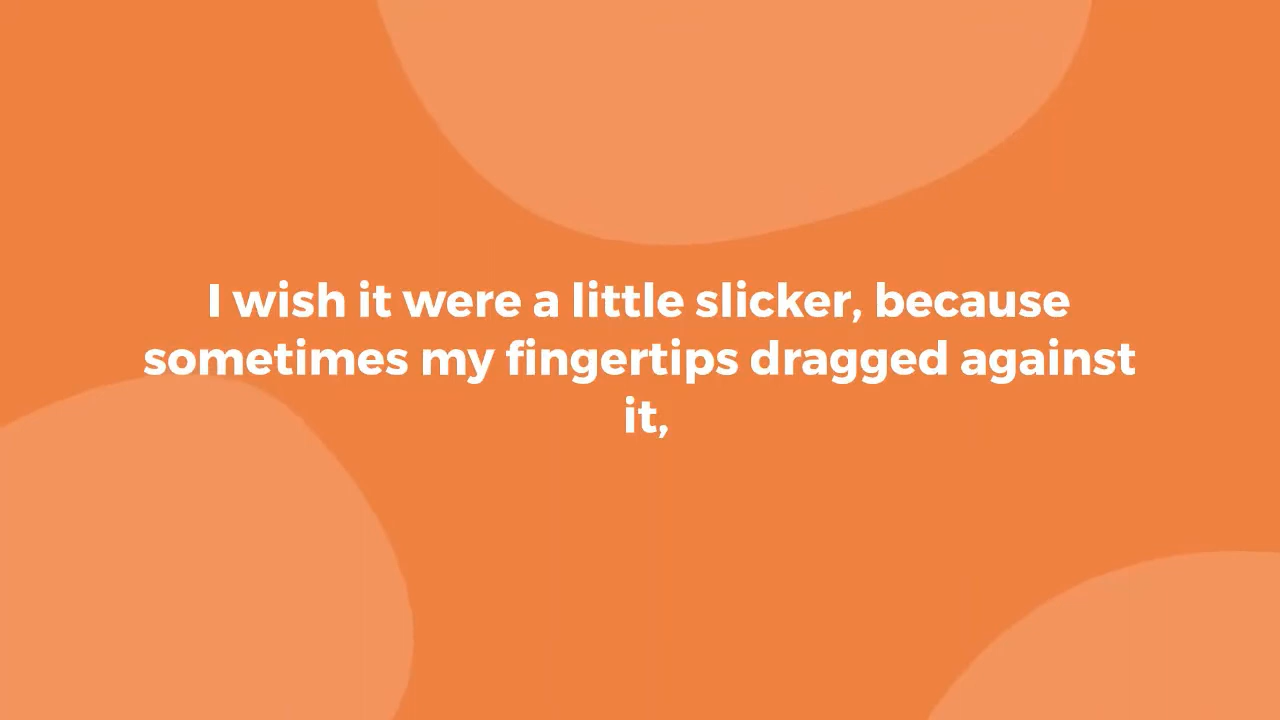 I wish it were a little slicker, because
sometimes my fingertips dragged against
it,